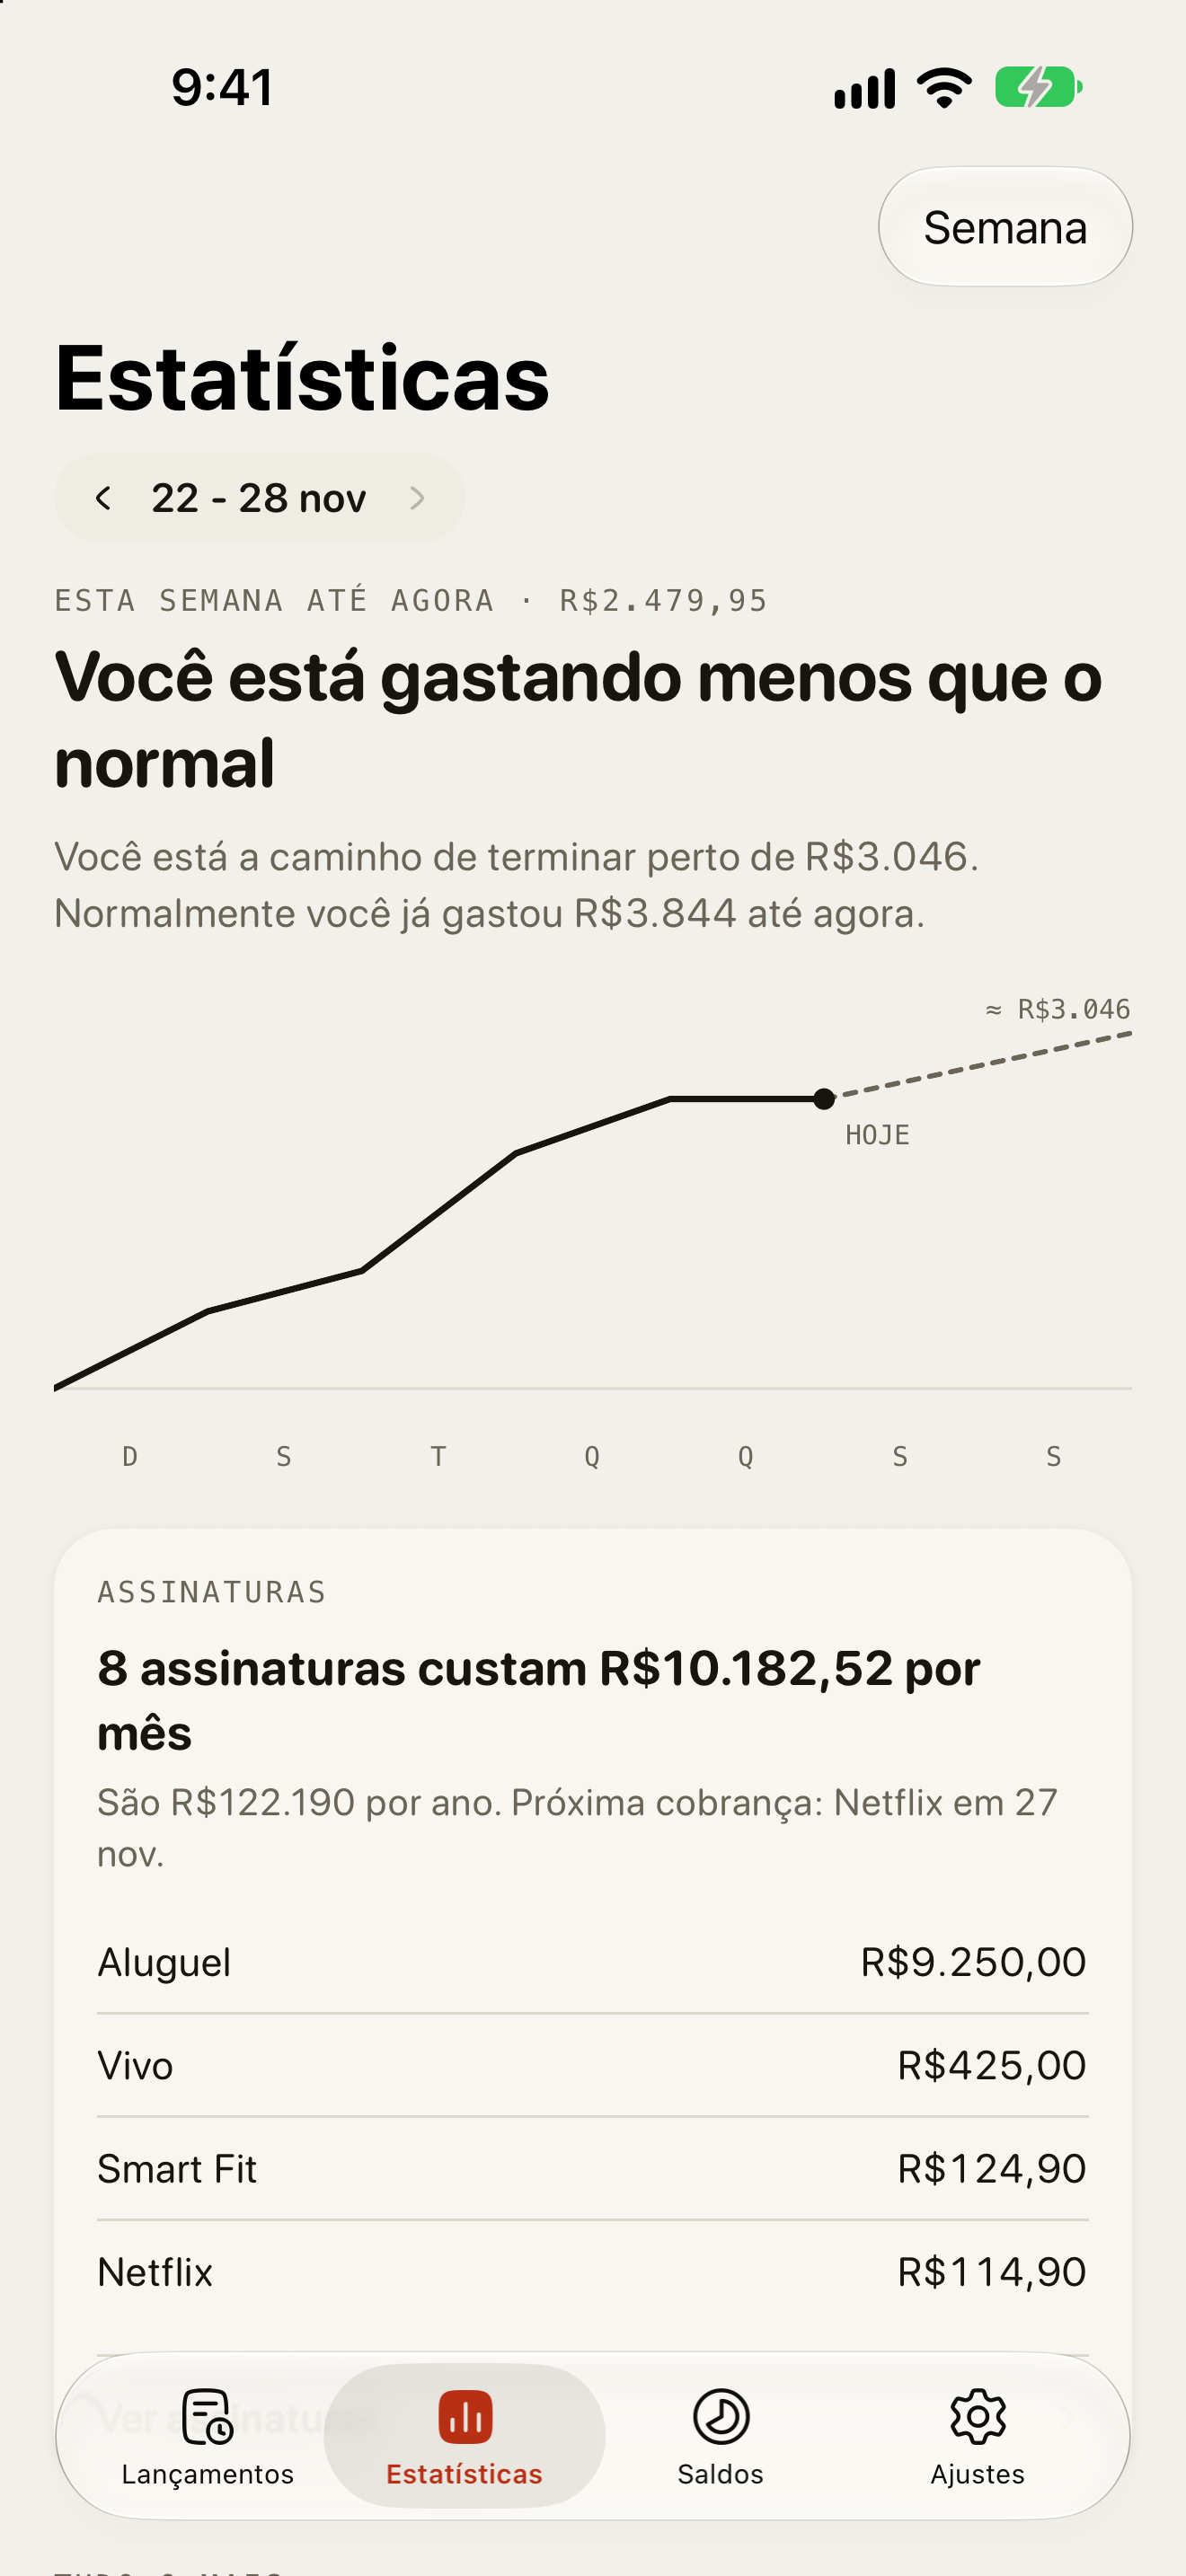 9:41
Semana
Estatísticas
22 - 28 nov
ESTA SEMANA ATÉ AGORA · R$2.479,95
Você está gastando menos que o
normal
Você está a caminho de terminar perto de R$3.046.
Normalmente você já gastou R$3.844 até agora.
≈ R$3.046
HOJE
D S T Q Q S S
ASSINATURAS
8 assinaturas custam R$10.182,52 por
mês
São R$122.190 por ano. Próxima cobrança: Netflix em 27
nov.
Aluguel R$9.250,00
Vivo R$425,00
Smart Fit R$124,90
Netflix R$114,90
Lançamentos Estatísticas Saldos Ajustes